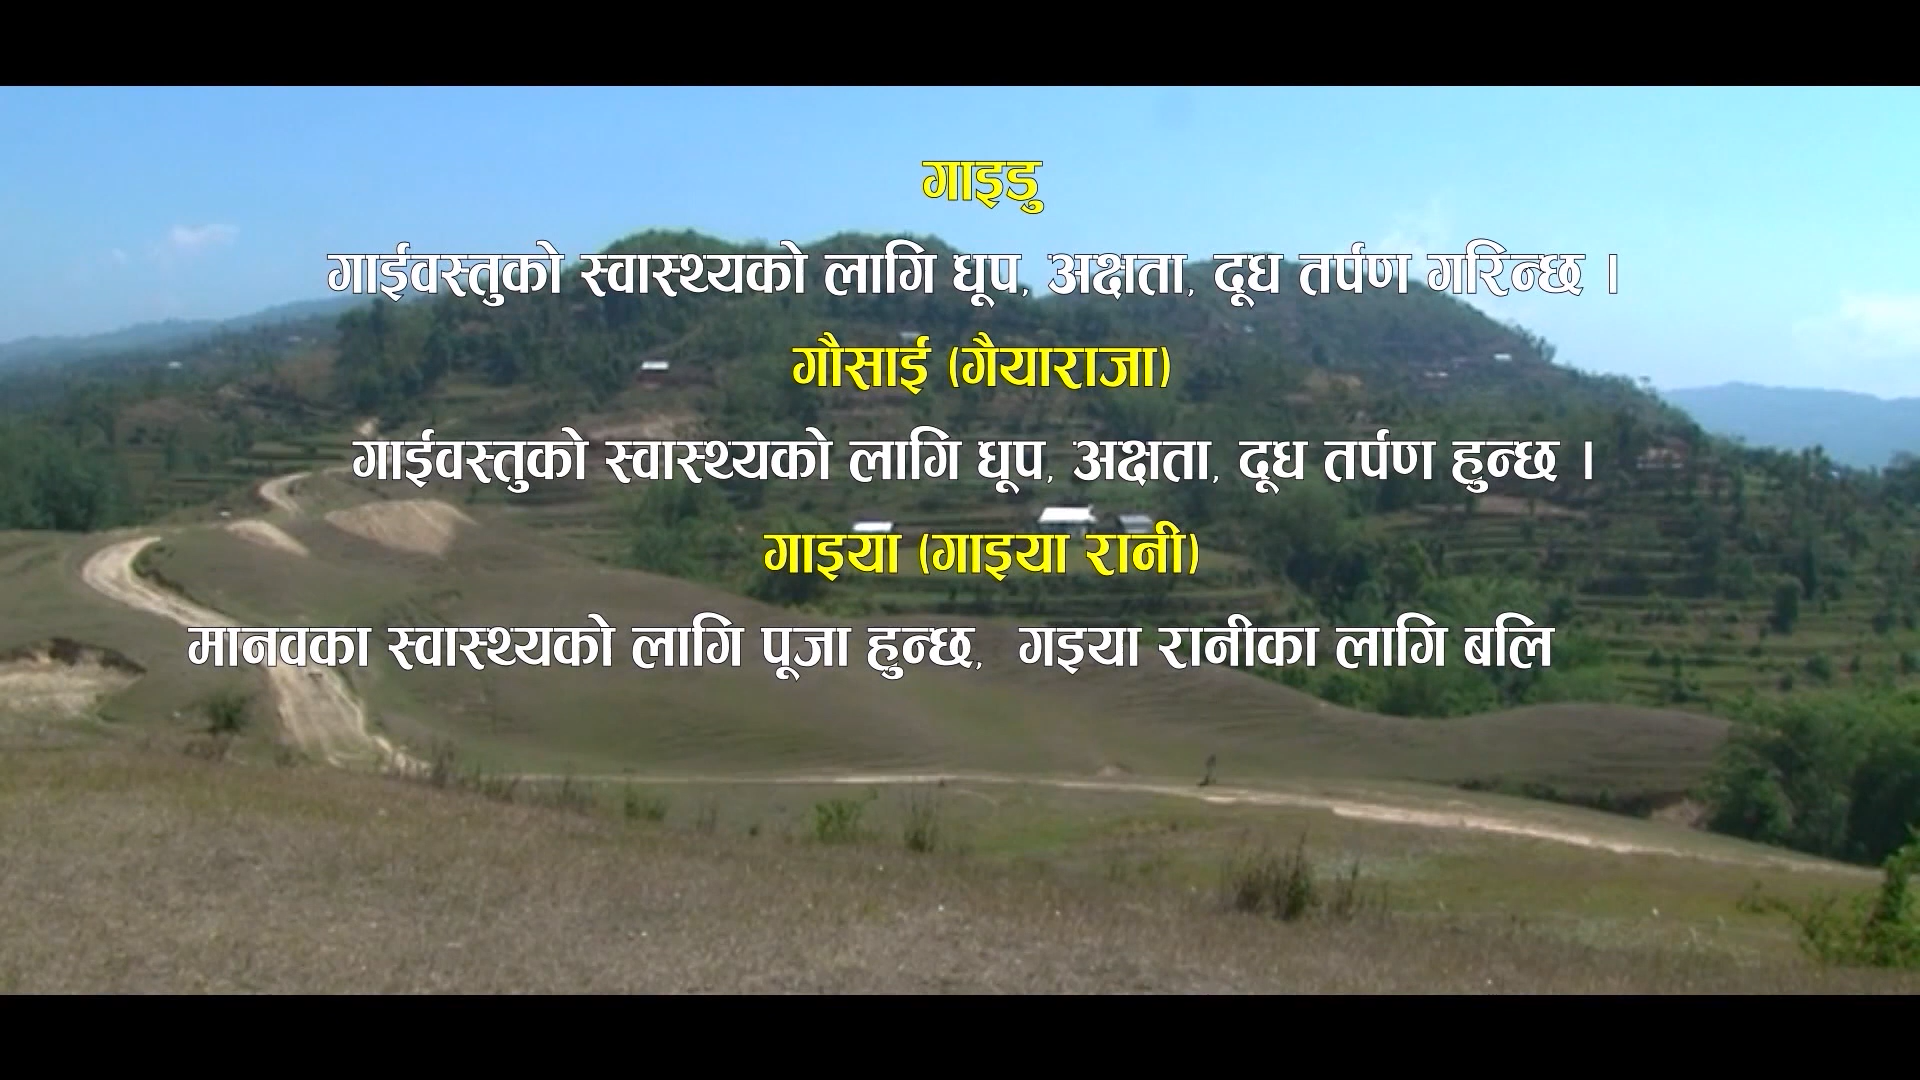 गाइडु
गाईवस्तुको स्वास्थ्यको लागि धूप, अक्षता, दूध तर्पण गरिन्छ ।
गौसाई (गैयाराजा)
गाईवस्तुको स्वास्थ्यको लागि धूप, अक्षता, दूध तर्पण हुन्छ ।
गाइया (गाइया रानी)
मानवका स्वास्थ्यको लागि पूजा हुन्छ, गइया रानीका लागि बलि